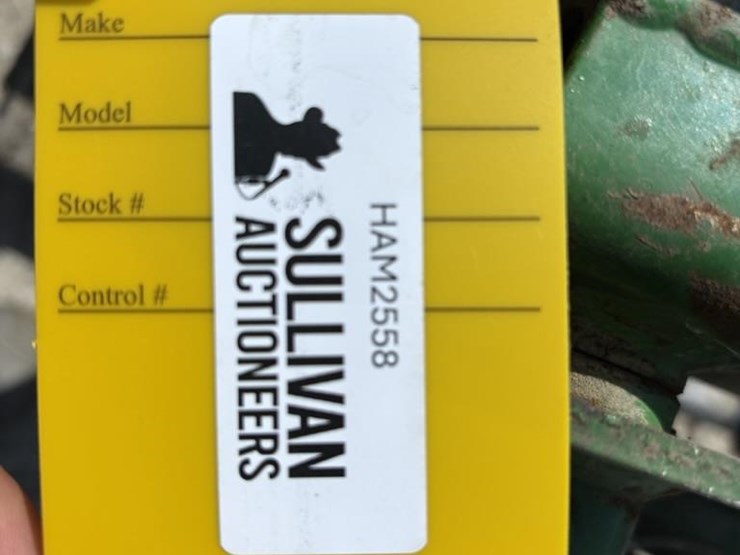 Make
Model
Stock #
Control #
HAM2558
SULLIVAN
AUCTIONEERS